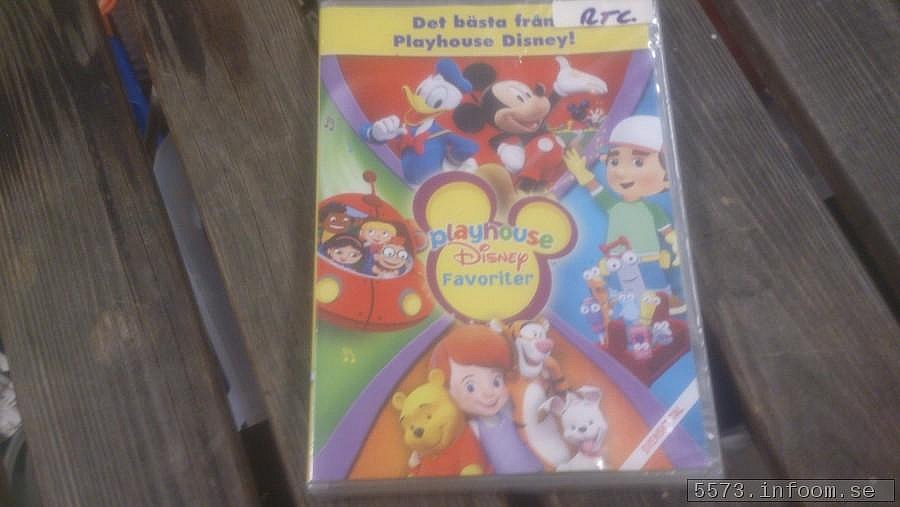 Det bästa från
Playhouse Disney!
RTC.
playhouse
Disney
Favoriter
5573.infoom.se